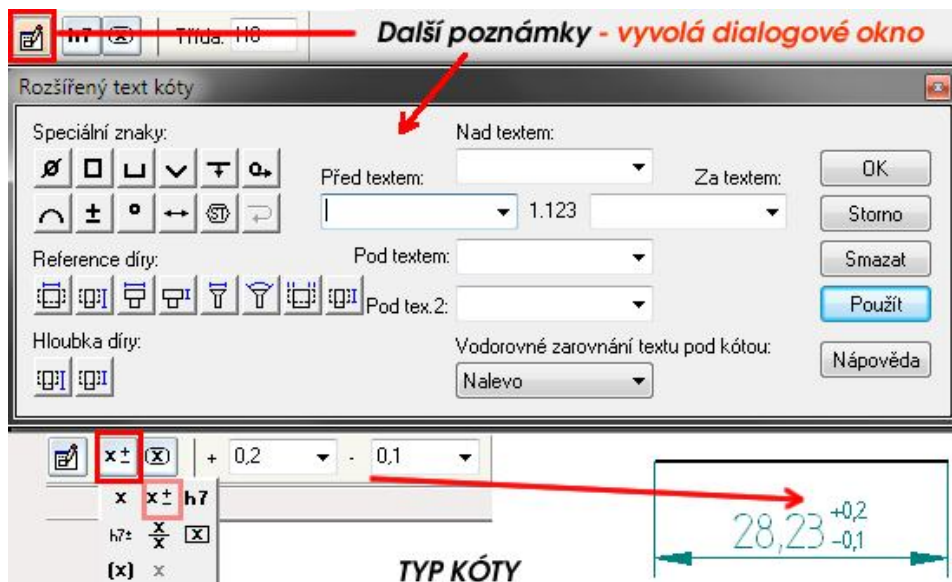 h7 (x) Třída: H8 Další poznámky - vyvolá dialogové okno
Rozšířený text kóty
Speciální znaky:
Nad textem:
Před textem:
Za textem:
OK
1.123
Storno
ST
±
Reference díry:
Pod textem:
Smazat
Pod tex.2:
Použít
Hloubka díry:
Vodorovné zarovnání textu pod kótou:
Nápověda
Nalevo
x± (x) + 0,2 - 0,1
x x± h7
h7± x/x x
(x) x
28,23 +0,2 -0,1
TYP KÓTY